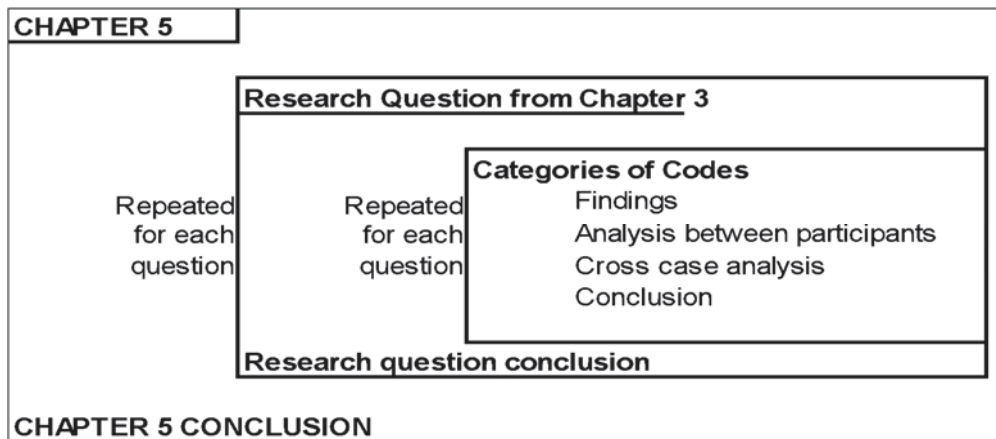 CHAPTER 5
Research Question from Chapter 3
Repeated
for each
question
Repeated
for each
question
Categories of Codes
Findings
Analysis between participants
Cross case analysis
Conclusion
Research question conclusion
CHAPTER 5 CONCLUSION